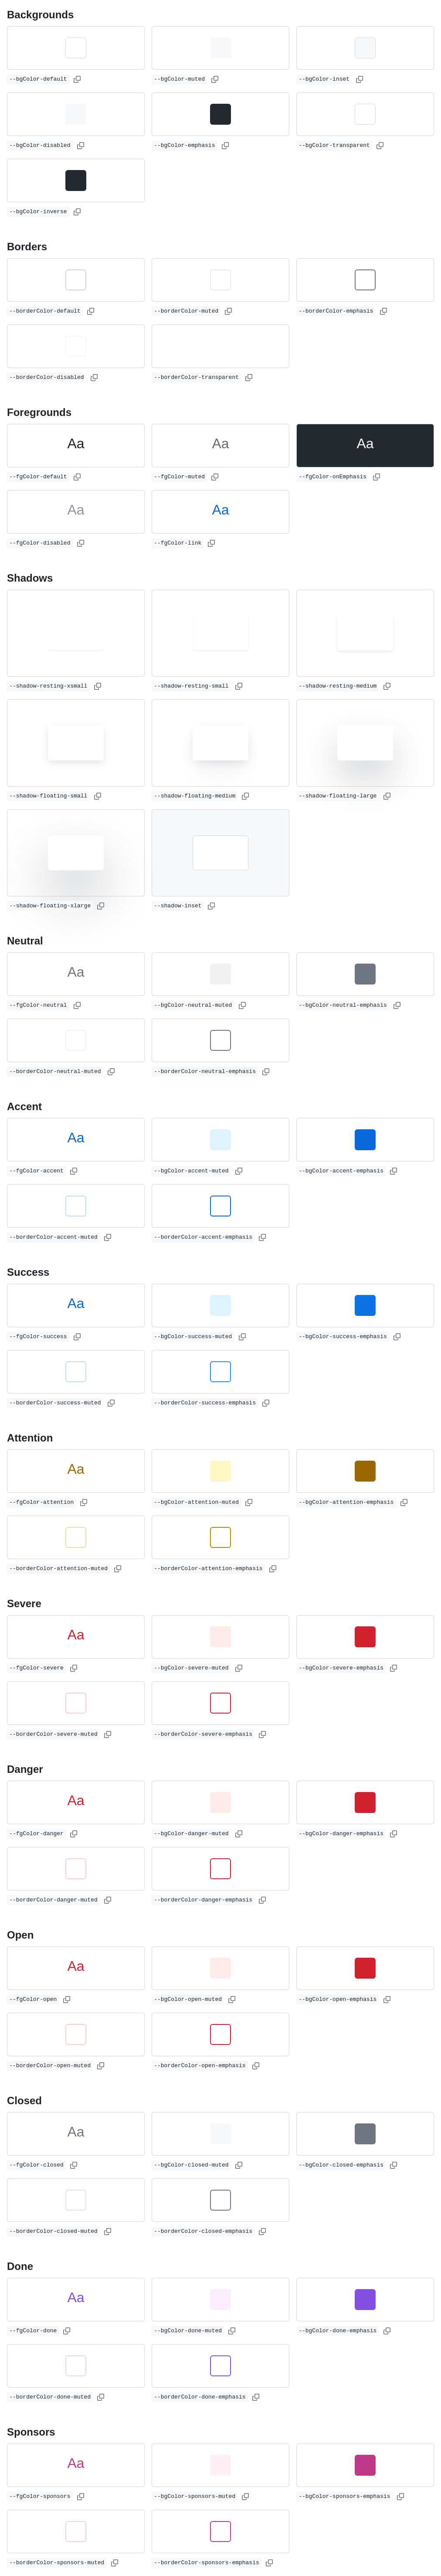 Backgrounds
--bgColor-default --bgColor-muted --bgColor-inset
--bgColor-disabled --bgColor-emphasis --bgColor-transparent
--bgColor-inverse
Borders
--borderColor-default --borderColor-muted --borderColor-emphasis
--borderColor-disabled --borderColor-transparent
Foregrounds
Aa Aa Aa
--fgColor-default --fgColor-muted --fgColor-onEmphasis
Aa Aa
--fgColor-disabled --fgColor-link
Shadows
--shadow-resting-xsmall --shadow-resting-small --shadow-resting-medium
--shadow-floating-small --shadow-floating-medium --shadow-floating-large
--shadow-floating-xlarge --shadow-inset
Neutral
Aa
--fgColor-neutral --bgColor-neutral-muted --bgColor-neutral-emphasis
--borderColor-neutral-muted --borderColor-neutral-emphasis
Accent
Aa
--fgColor-accent --bgColor-accent-muted --bgColor-accent-emphasis
--borderColor-accent-muted --borderColor-accent-emphasis
Success
Aa
--fgColor-success --bgColor-success-muted --bgColor-success-emphasis
--borderColor-success-muted --borderColor-success-emphasis
Attention
Aa
--fgColor-attention --bgColor-attention-muted --bgColor-attention-emphasis
--borderColor-attention-muted --borderColor-attention-emphasis
Severe
Aa
--fgColor-severe --bgColor-severe-muted --bgColor-severe-emphasis
--borderColor-severe-muted --borderColor-severe-emphasis
Danger
Aa
--fgColor-danger --bgColor-danger-muted --bgColor-danger-emphasis
--borderColor-danger-muted --borderColor-danger-emphasis
Open
Aa
--fgColor-open --bgColor-open-muted --bgColor-open-emphasis
--borderColor-open-muted --borderColor-open-emphasis
Closed
Aa
--fgColor-closed --bgColor-closed-muted --bgColor-closed-emphasis
--borderColor-closed-muted --borderColor-closed-emphasis
Done
Aa
--fgColor-done --bgColor-done-muted --bgColor-done-emphasis
--borderColor-done-muted --borderColor-done-emphasis
Sponsors
Aa
--fgColor-sponsors --bgColor-sponsors-muted --bgColor-sponsors-emphasis
--borderColor-sponsors-muted --borderColor-sponsors-emphasis